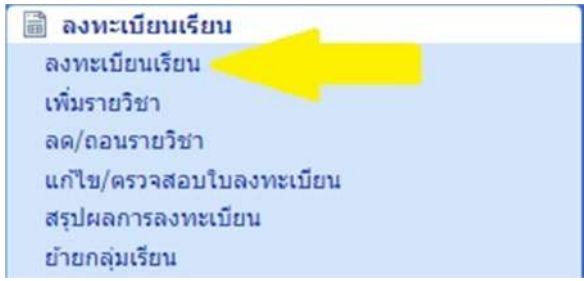 ลงทะเบียนเรียน
ลงทะเบียนเรียน
เพิ่มรายวิชา
ลด/ถอนรายวิชา
แก้ไข/ตรวจสอบใบลงทะเบียน
สรุปผลการลงทะเบียน
ย้ายกลุ่มเรียน